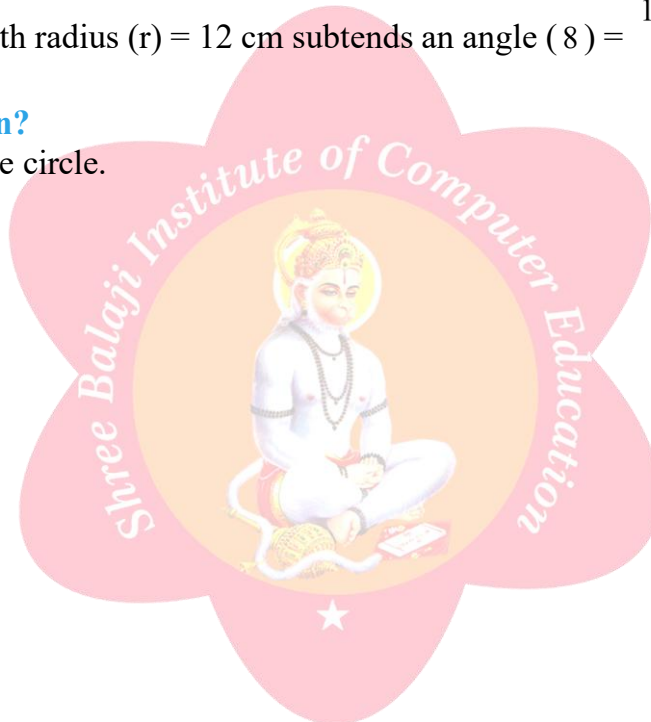 th radius (r) = 12 cm subtends an angle ( 8 ) =
n?
e circle.
Shree Balaji Institute of Computer Education